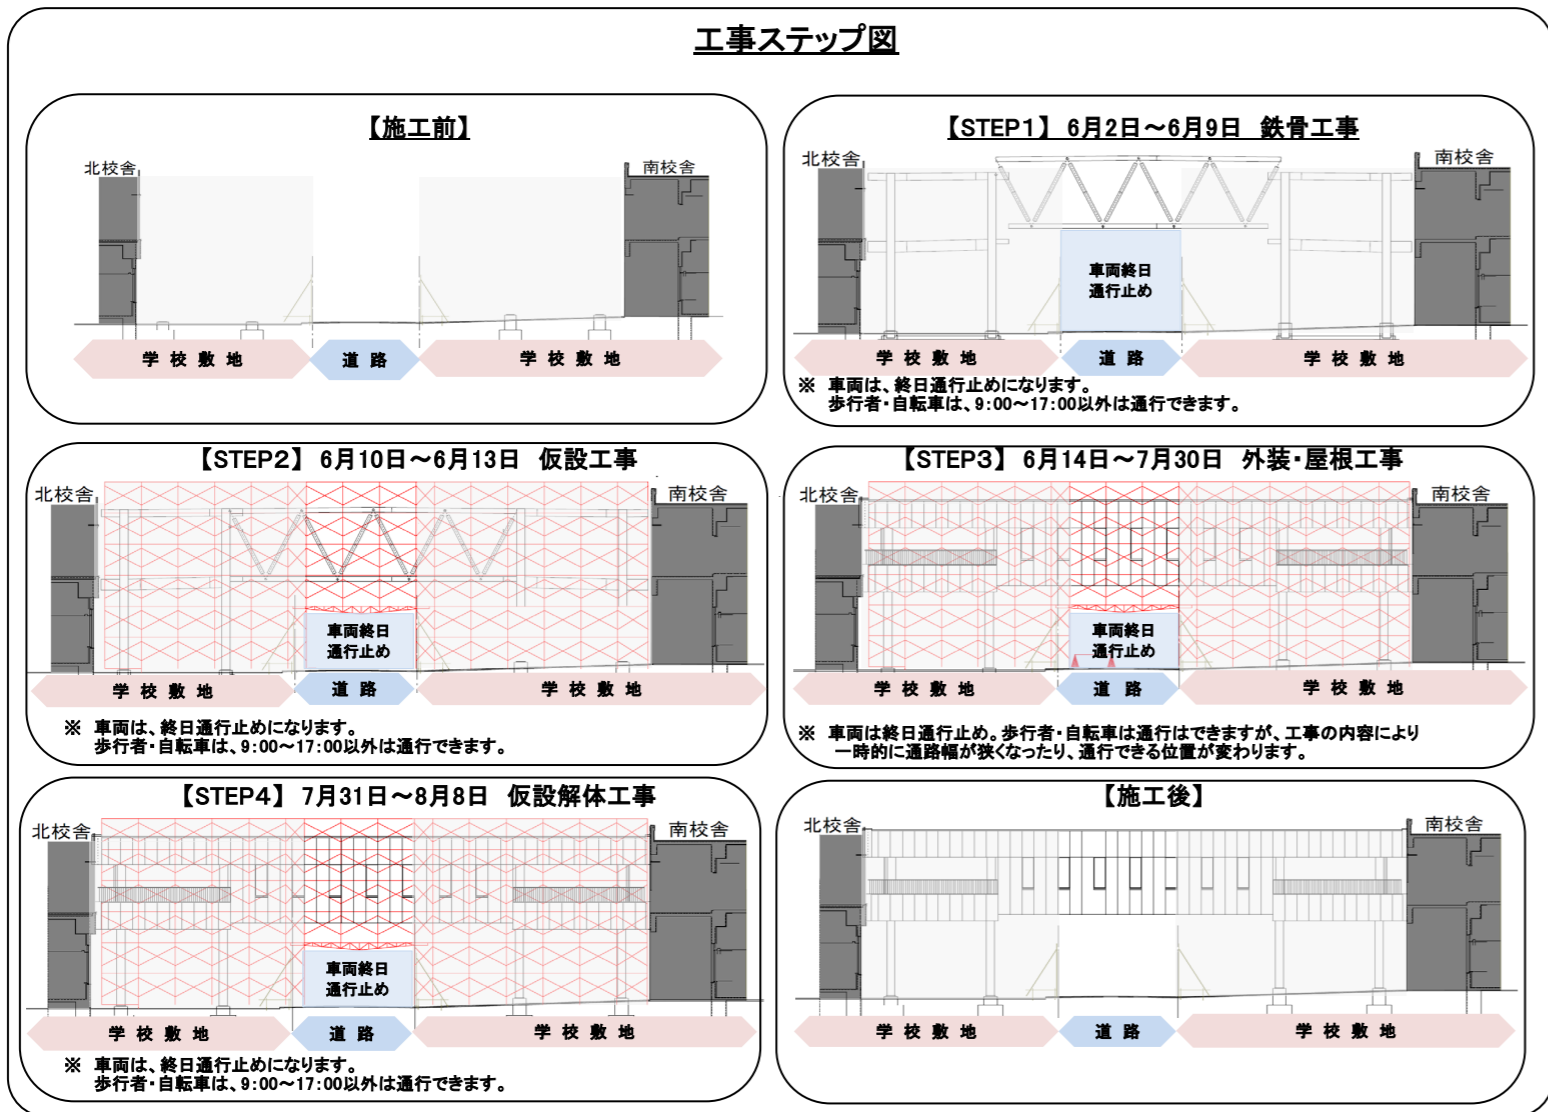 工事ステップ図
【施工前】
北校舎
南校舎
学校敷地
道路
学校敷地
【STEP1】 6月2日～6月9日 鉄骨工事
北校舎
南校舎
車両終日
通行止め
学校敷地
道路
学校敷地
※ 車両は、終日通行止めになります。
歩行者・自転車は、9:00～17:00以外は通行できます。
【STEP2】 6月10日～6月13日 仮設工事
北校舎
南校舎
車両終日
通行止め
学校敷地
道路
学校敷地
※ 車両は、終日通行止めになります。
歩行者・自転車は、9:00～17:00以外は通行できます。
【STEP3】 6月14日～7月30日 外装・屋根工事
北校舎
南校舎
車両終日
通行止め
学校敷地
道路
学校敷地
※ 車両は終日通行止め。歩行者・自転車は通行はできますが、工事の内容により
一時的に通路幅が狭くなったり、通行できる位置が変わります。
【STEP4】 7月31日～8月8日 仮設解体工事
北校舎
南校舎
車両終日
通行止め
学校敷地
道路
学校敷地
※ 車両は、終日通行止めになります。
歩行者・自転車は、9:00～17:00以外は通行できます。
【施工後】
北校舎
南校舎
学校敷地
道路
学校敷地